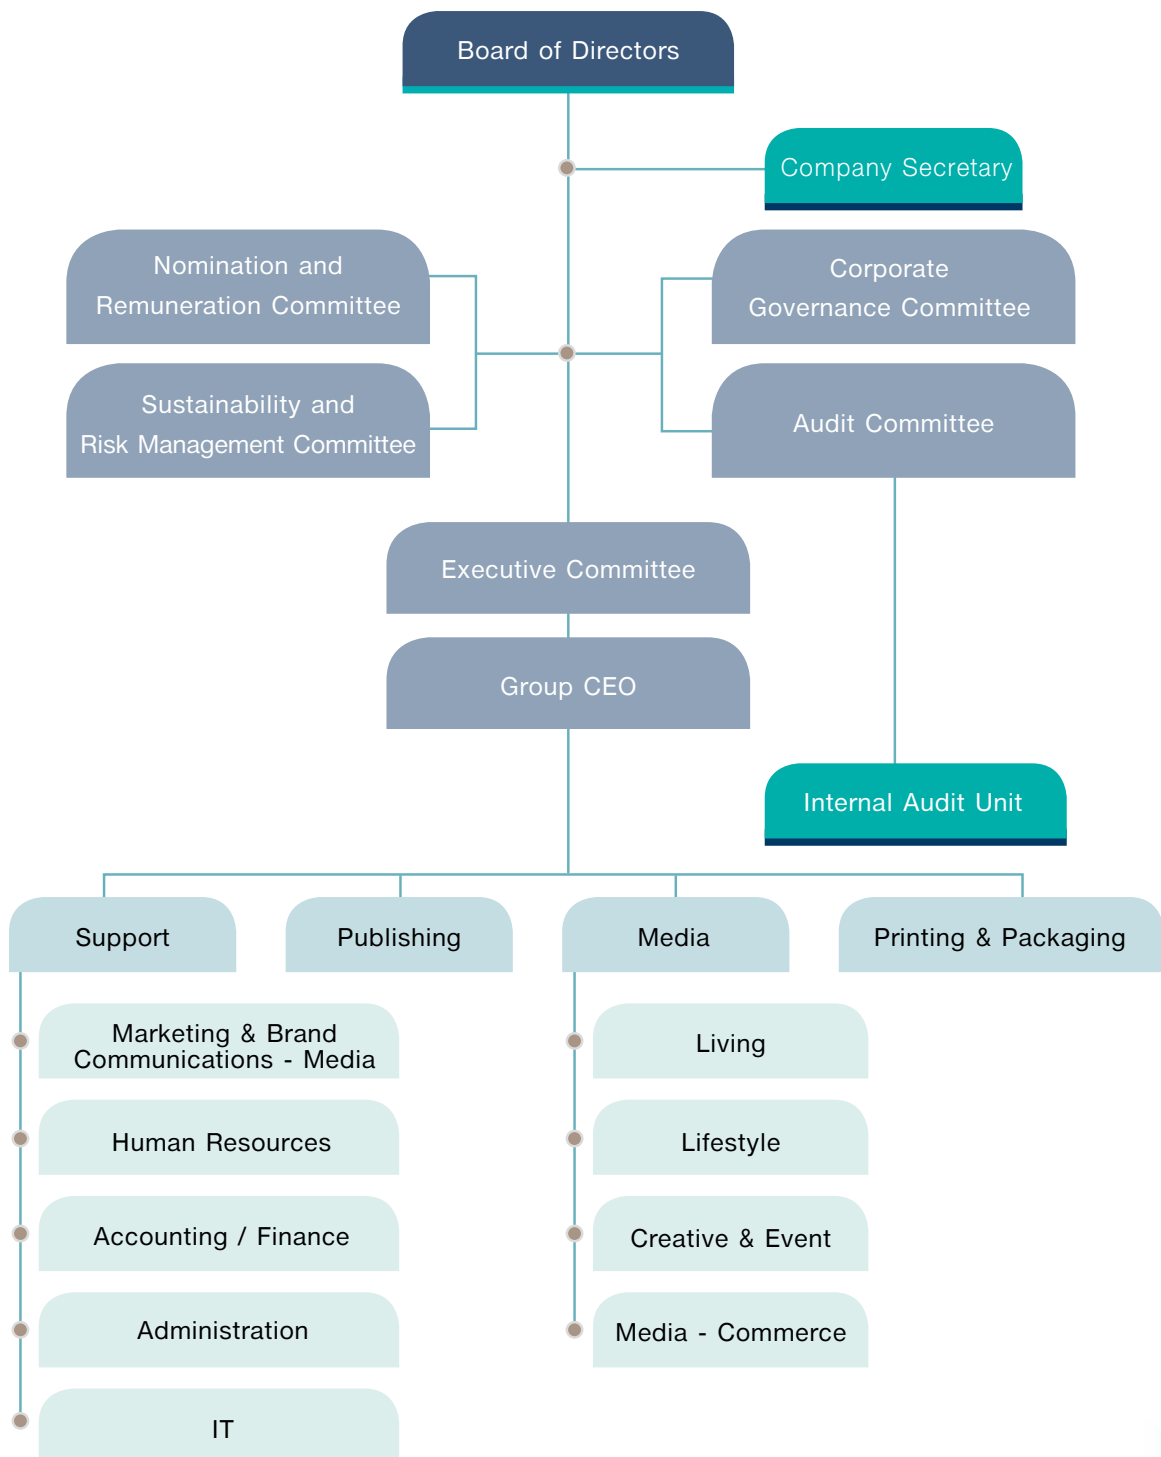 Board of Directors
Company Secretary
Nomination and
Remuneration Committee
Corporate
Governance Committee
Sustainability and
Risk Management Committee
Audit Committee
Executive Committee
Group CEO
Internal Audit Unit
Support
Publishing
Media
Printing & Packaging
Marketing & Brand
Communications - Media
Human Resources
Accounting / Finance
Administration
IT
Living
Lifestyle
Creative & Event
Media - Commerce